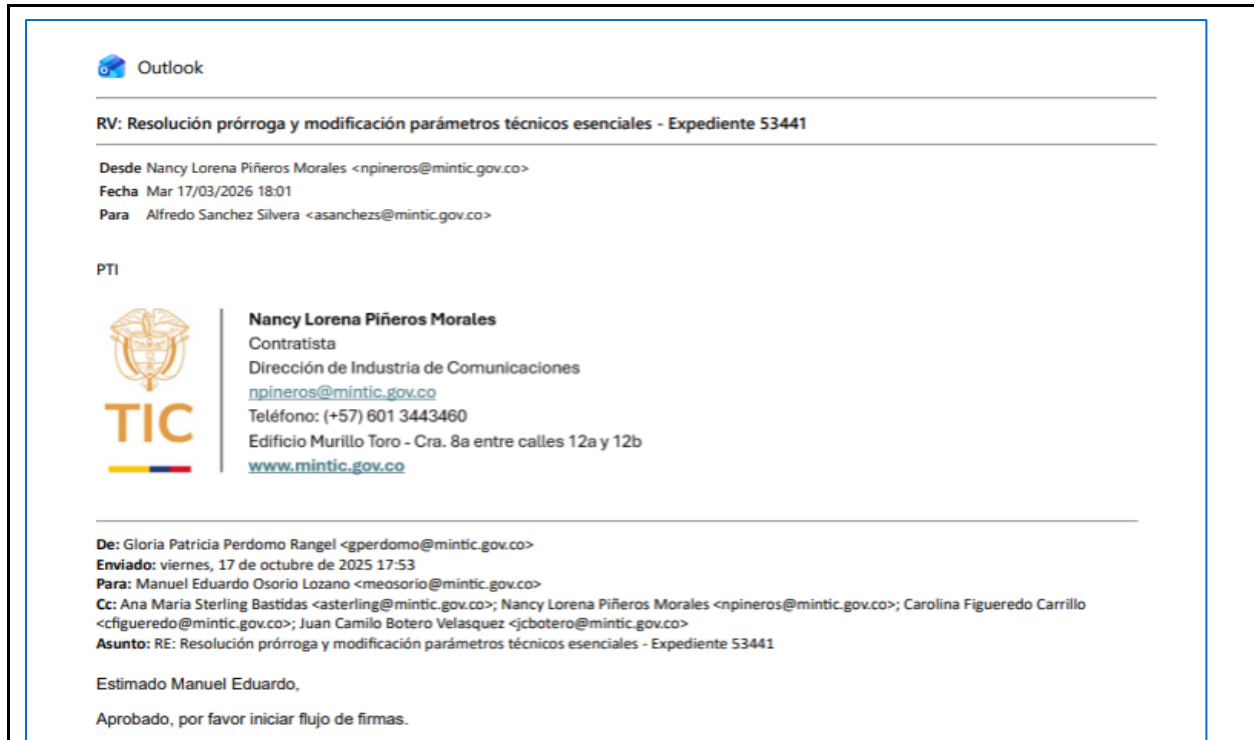 Outlook
RV: Resolución prórroga y modificación parámetros técnicos esenciales - Expediente 53441
Desde Nancy Lorena Piñeros Morales <npineros@mintic.gov.co>
Fecha Mar 17/03/2026 18:01
Para Alfredo Sanchez Silvera <asanchezs@mintic.gov.co>
PTI
TIC
Nancy Lorena Piñeros Morales
Contratista
Dirección de Industria de Comunicaciones
npineros@mintic.gov.co
Teléfono: (+57) 601 3443460
Edificio Murillo Toro - Cra. 8a entre calles 12a y 12b
www.mintic.gov.co
De: Gloria Patricia Perdomo Rangel <gperdomo@mintic.gov.co>
Enviado: viernes, 17 de octubre de 2025 17:53
Para: Manuel Eduardo Osorio Lozano <meosorio@mintic.gov.co>
Cc: Ana Maria Sterling Bastidas <asterling@mintic.gov.co>; Nancy Lorena Piñeros Morales <npineros@mintic.gov.co>; Carolina Figueredo Carrillo
<cfigueredo@mintic.gov.co>; Juan Camilo Botero Velasquez <jcbotero@mintic.gov.co>
Asunto: RE: Resolución prórroga y modificación parámetros técnicos esenciales - Expediente 53441
Estimado Manuel Eduardo,
Aprobado, por favor iniciar flujo de firmas.